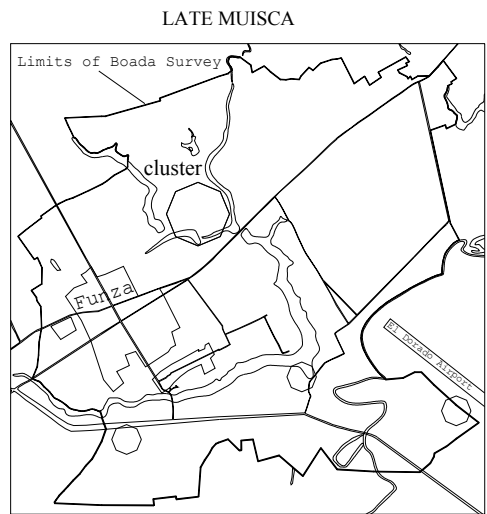 LATE MUISCA
Limits of Boada Survey
cluster
Funza
El Dorado Airport